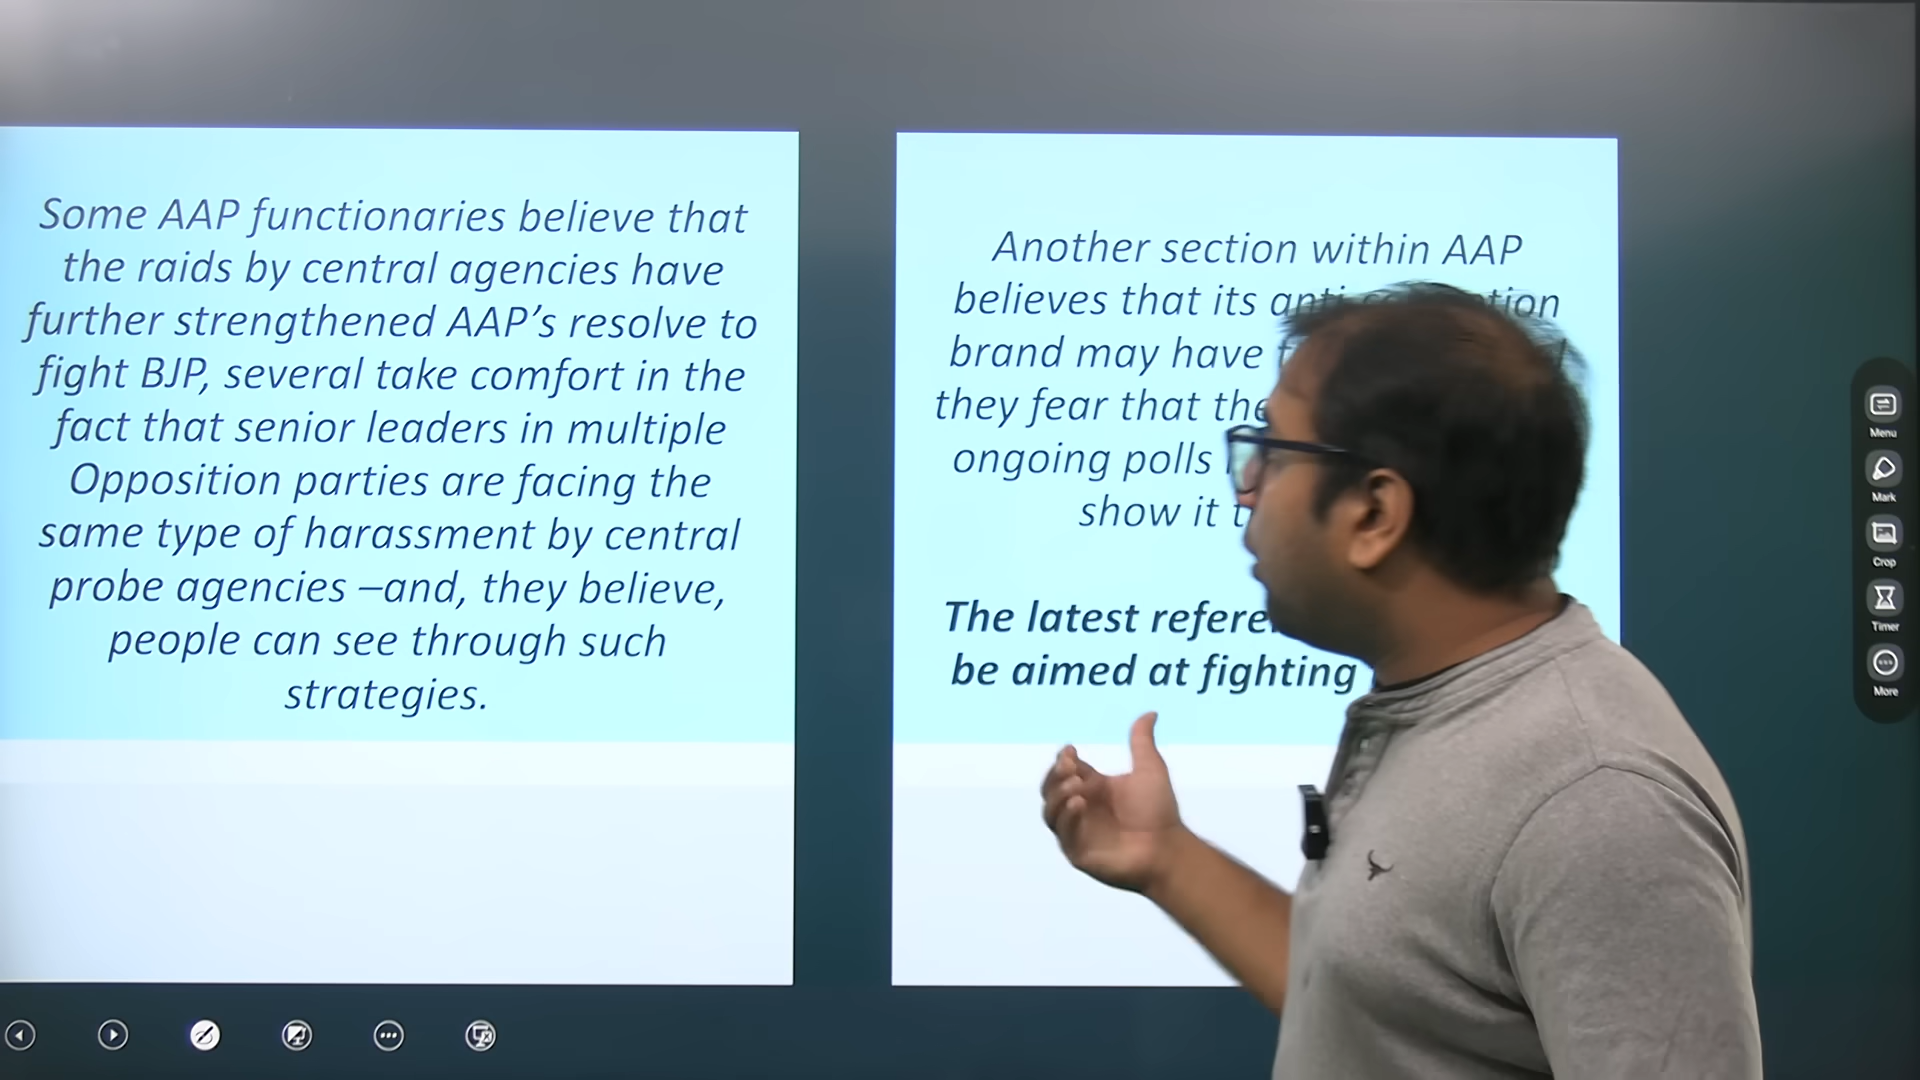 Some AAP functionaries believe that
the raids by central agencies have
further strengthened AAP’s resolve to
fight BJP, several take comfort in the
fact that senior leaders in multiple
Opposition parties are facing the
same type of harassment by central
probe agencies –and, they believe,
people can see through such
strategies.
Another section within AAP
believes that its
brand may have
they fear that
ongoing polls
show it
The latest
be aimed at fighting
Menu
Mark
Crop
Timer
More